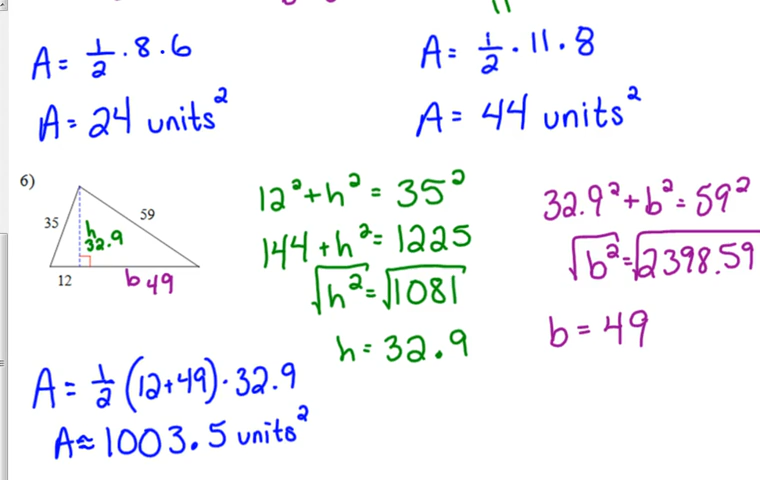 A = 1/2 · 8 · 6
A = 24 units²
A = 1/2 · 11 · 8
A = 44 units²
6)
35
59
h
32.9
12
b 49
12² + h² = 35²
144 + h² = 1225
√h² = √1081
h = 32.9
32.9² + b² = 59²
√b² = √2398.59
b = 49
A = 1/2 (12+49) · 32.9
A ≈ 1003.5 units²